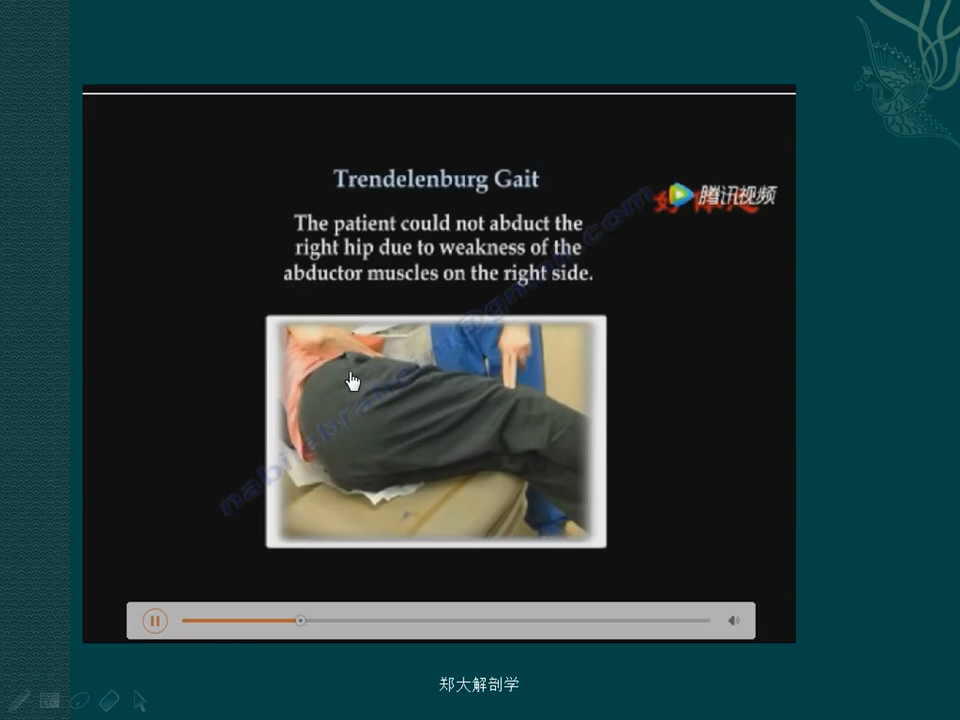 Trendelenburg Gait
腾讯视频
The patient could not abduct the
right hip due to weakness of the
abductor muscles on the right side.
郑大解剖学